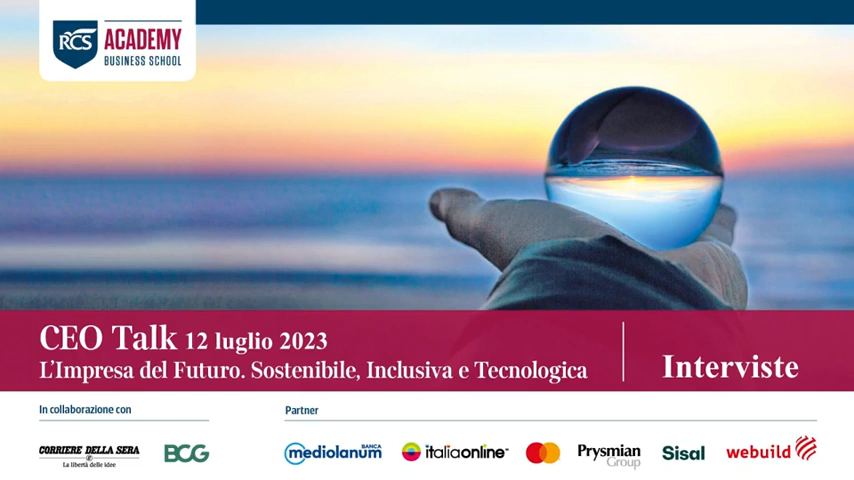 RCS ACADEMY
BUSINESS SCHOOL
CEO Talk 12 luglio 2023
L'Impresa del Futuro. Sostenibile, Inclusiva e Tecnologica
Interviste
In collaborazione con
Partner
CORRIERE DELLA SERA
La libertà delle idee
BCG
BANCA
mediolanum
italiaonline
Prysmian
Group
Sisal
webuild